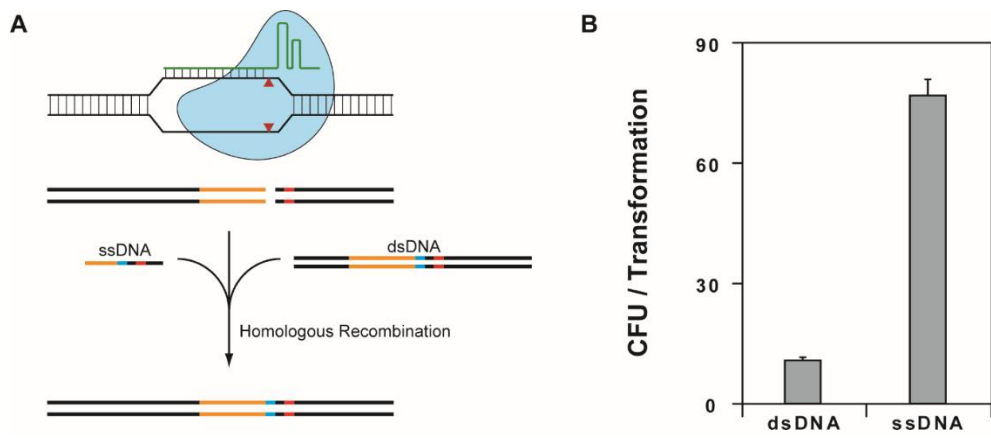 A
ssDNA
dsDNA
Homologous Recombination
B
CFU / Transformation
90
60
30
0
dsDNA
ssDNA